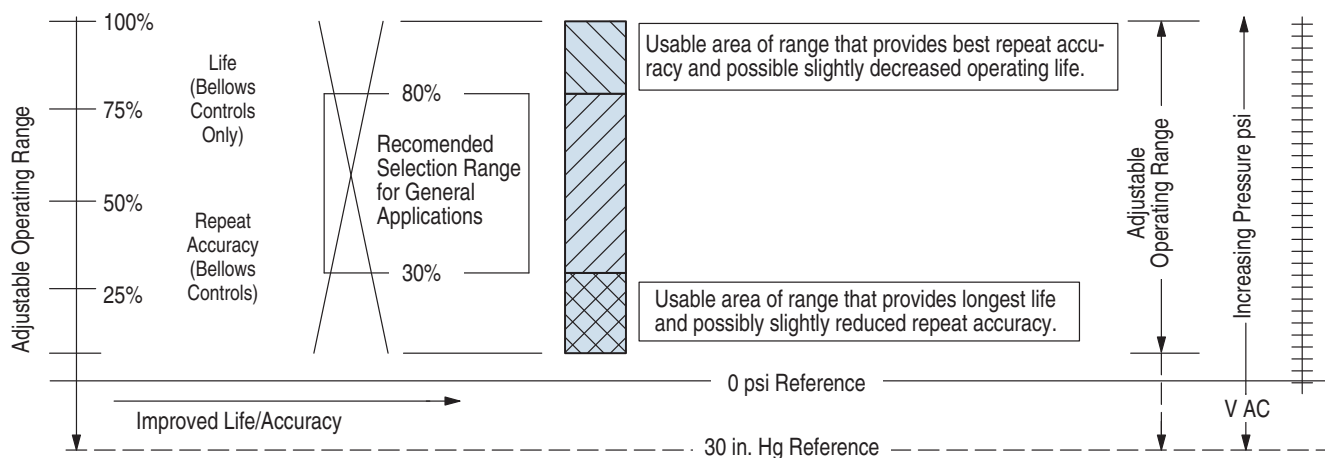 Adjustable Operating Range
100%
75%
50%
25%
Life
(Bellows
Controls
Only)
Repeat
Accuracy
(Bellows
Controls)
80%
Recomended
Selection Range
for General
Applications
30%
Usable area of range that provides best repeat accu-
racy and possible slightly decreased operating life.
Usable area of range that provides longest life
and possibly slightly reduced repeat accuracy.
Adjustable
Operating Range
Increasing Pressure psi
0 psi Reference
Improved Life/Accuracy
V AC
30 in. Hg Reference